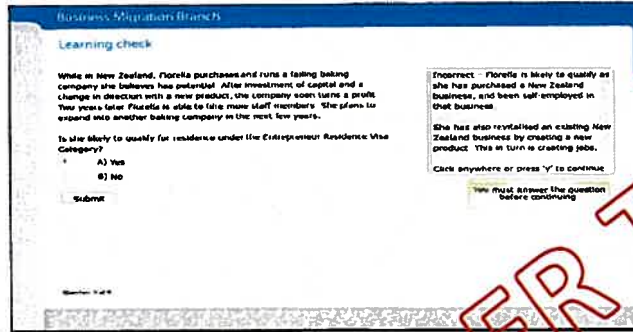 Business Migration Branch
Learning check
While in New Zealand, Fiorella purchases and runs a failing baking
company she believes has potential. After investment of capital and a
change in direction with a new product, the company soon turns a profit.
Two years later Fiorella is able to hire more staff members. She plans to
expand into another baking company in the next few years.
Is she likely to qualify for residence under the Entrepreneur Residence Visa
Category?
A) Yes
B) No
Submit
Incorrect - Fiorella is likely to qualify as
she has purchased a New Zealand
business, and been self-employed in
that business.
She has also revitalised an existing New
Zealand business by creating a new
product. This in turn is creating jobs.
Click anywhere or press 'y' to continue
You must answer the question
before continuing
ER T